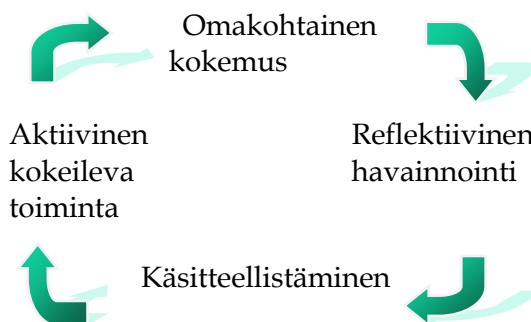 Omakohtainen
kokemus
Aktiivinen
kokeileva
toiminta
Reflektiivinen
havainnointi
Käsitteellistäminen